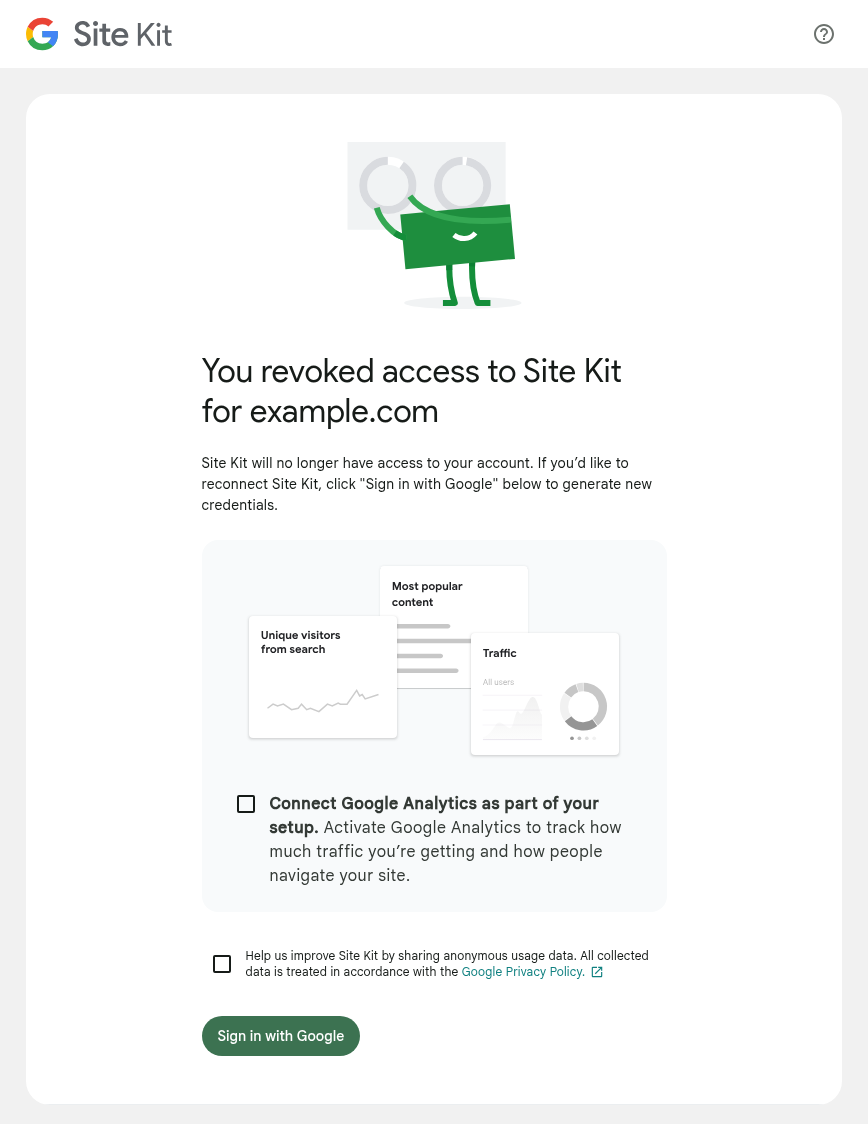 Site Kit
You revoked access to Site Kit
for example.com
Site Kit will no longer have access to your account. If you’d like to
reconnect Site Kit, click "Sign in with Google" below to generate new
credentials.
Most popular
content
Unique visitors
from search
Traffic
All users
Connect Google Analytics as part of your
setup. Activate Google Analytics to track how
much traffic you’re getting and how people
navigate your site.
Help us improve Site Kit by sharing anonymous usage data. All collected
data is treated in accordance with the Google Privacy Policy.
Sign in with Google